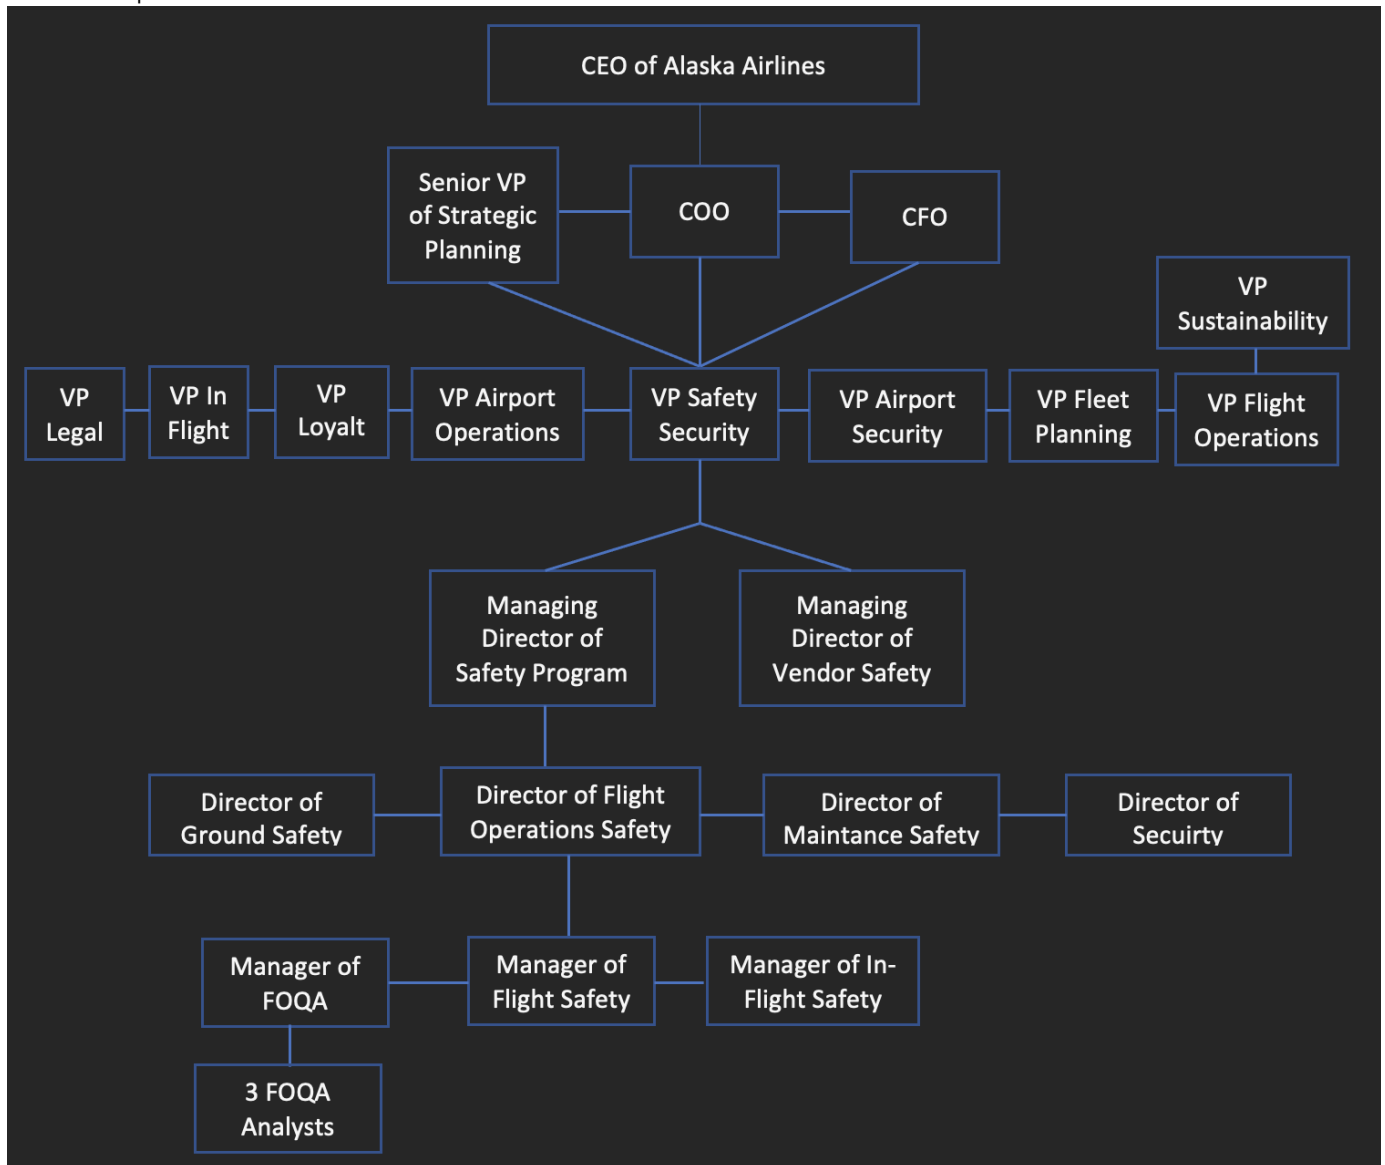 CEO of Alaska Airlines
Senior VP
of Strategic
Planning
COO
CFO
VP
Sustainability
VP
Legal
VP In
Flight
VP
Loyalt
VP Airport
Operations
VP Safety
Security
VP Airport
Security
VP Fleet
Planning
VP Flight
Operations
Managing
Director of
Safety Program
Managing
Director of
Vendor Safety
Director of
Ground Safety
Director of Flight
Operations Safety
Director of
Maintance Safety
Director of
Secuirty
Manager of
FOQA
Manager of
Flight Safety
Manager of In-
Flight Safety
3 FOQA
Analysts